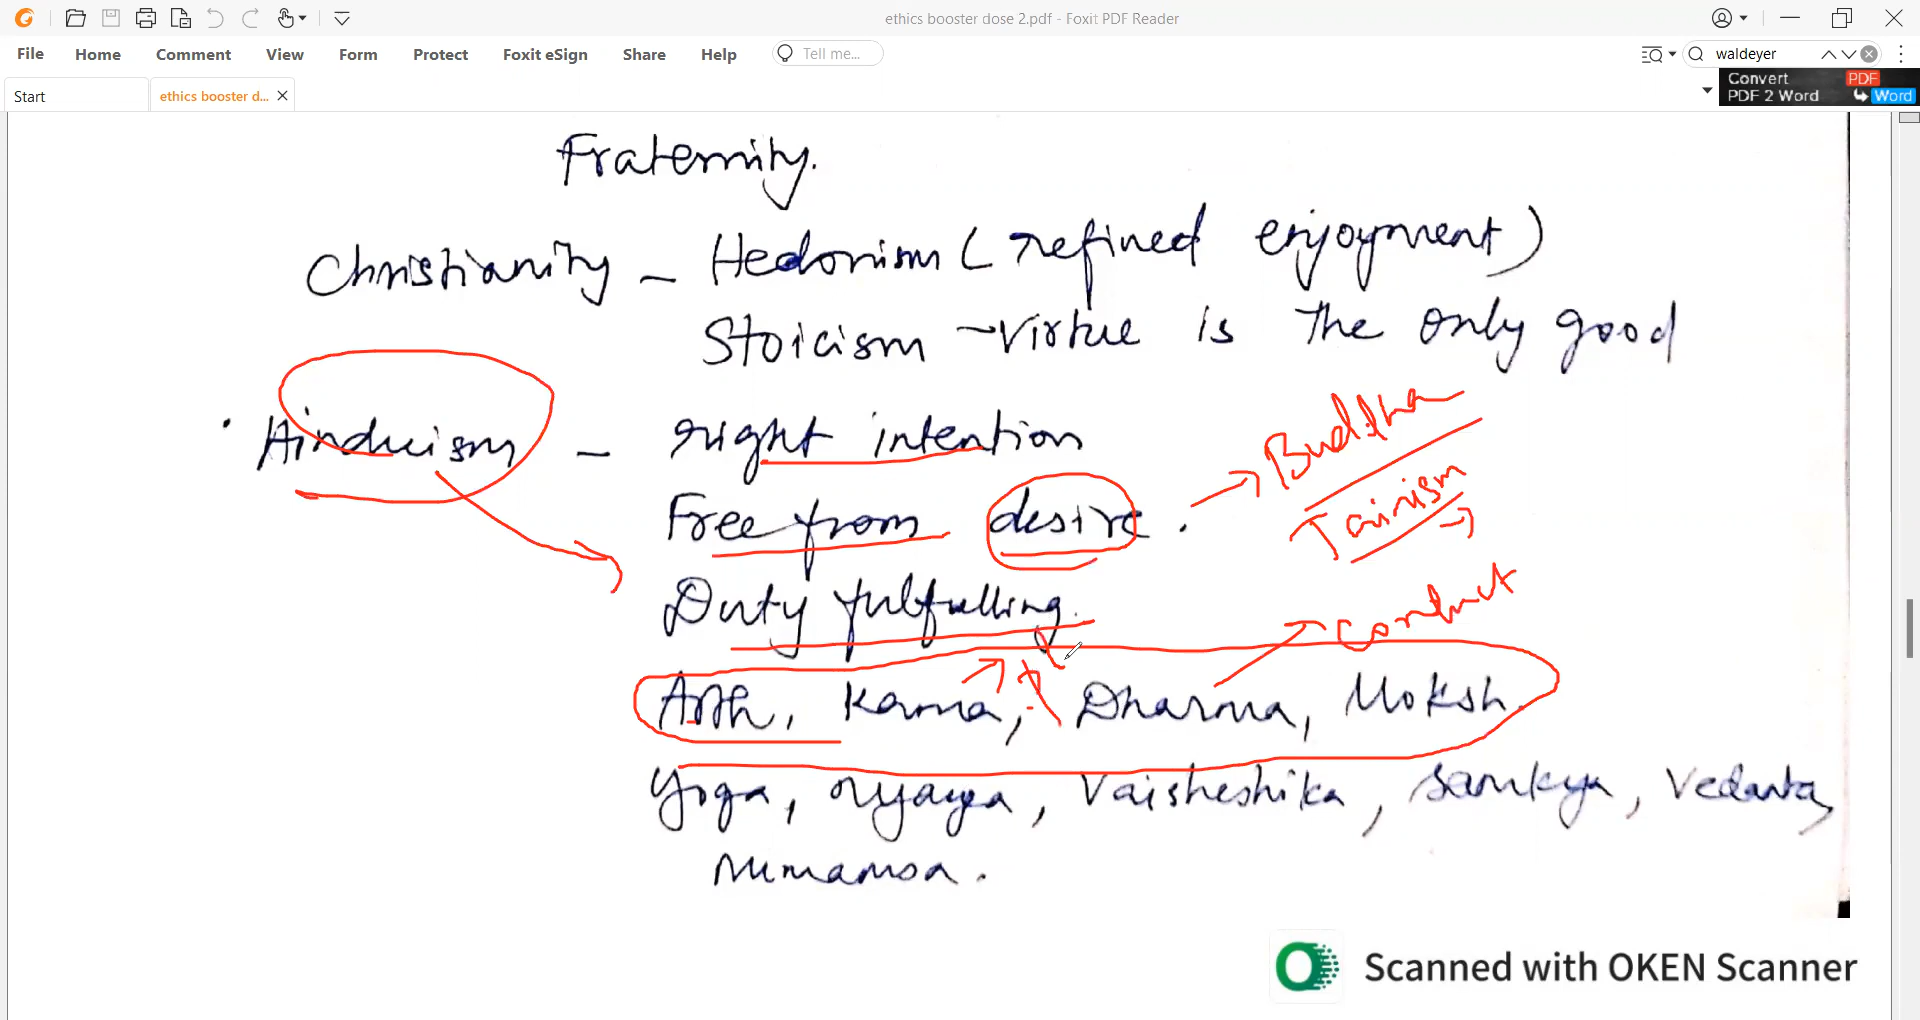 ethics booster dose 2.pdf - Foxit PDF Reader
File Home Comment View Form Protect Foxit eSign Share Help Tell me... waldeyer
Convert PDF
PDF 2 Word Word
Start ethics booster d...
Fraternity.
Christianity - Hedonism (refined enjoyment)
Stoicism - Virtue is the only good
Hinduism - right intention
Buddha
Free from desire.
Jainism
Duty fulfulling.
Conduct
Arth, Kama, Dharma, Moksh.
Yoga, nyaya, Vaisheshika, Samkya, Vedanta,
Mimamsa.
Scanned with OKEN Scanner